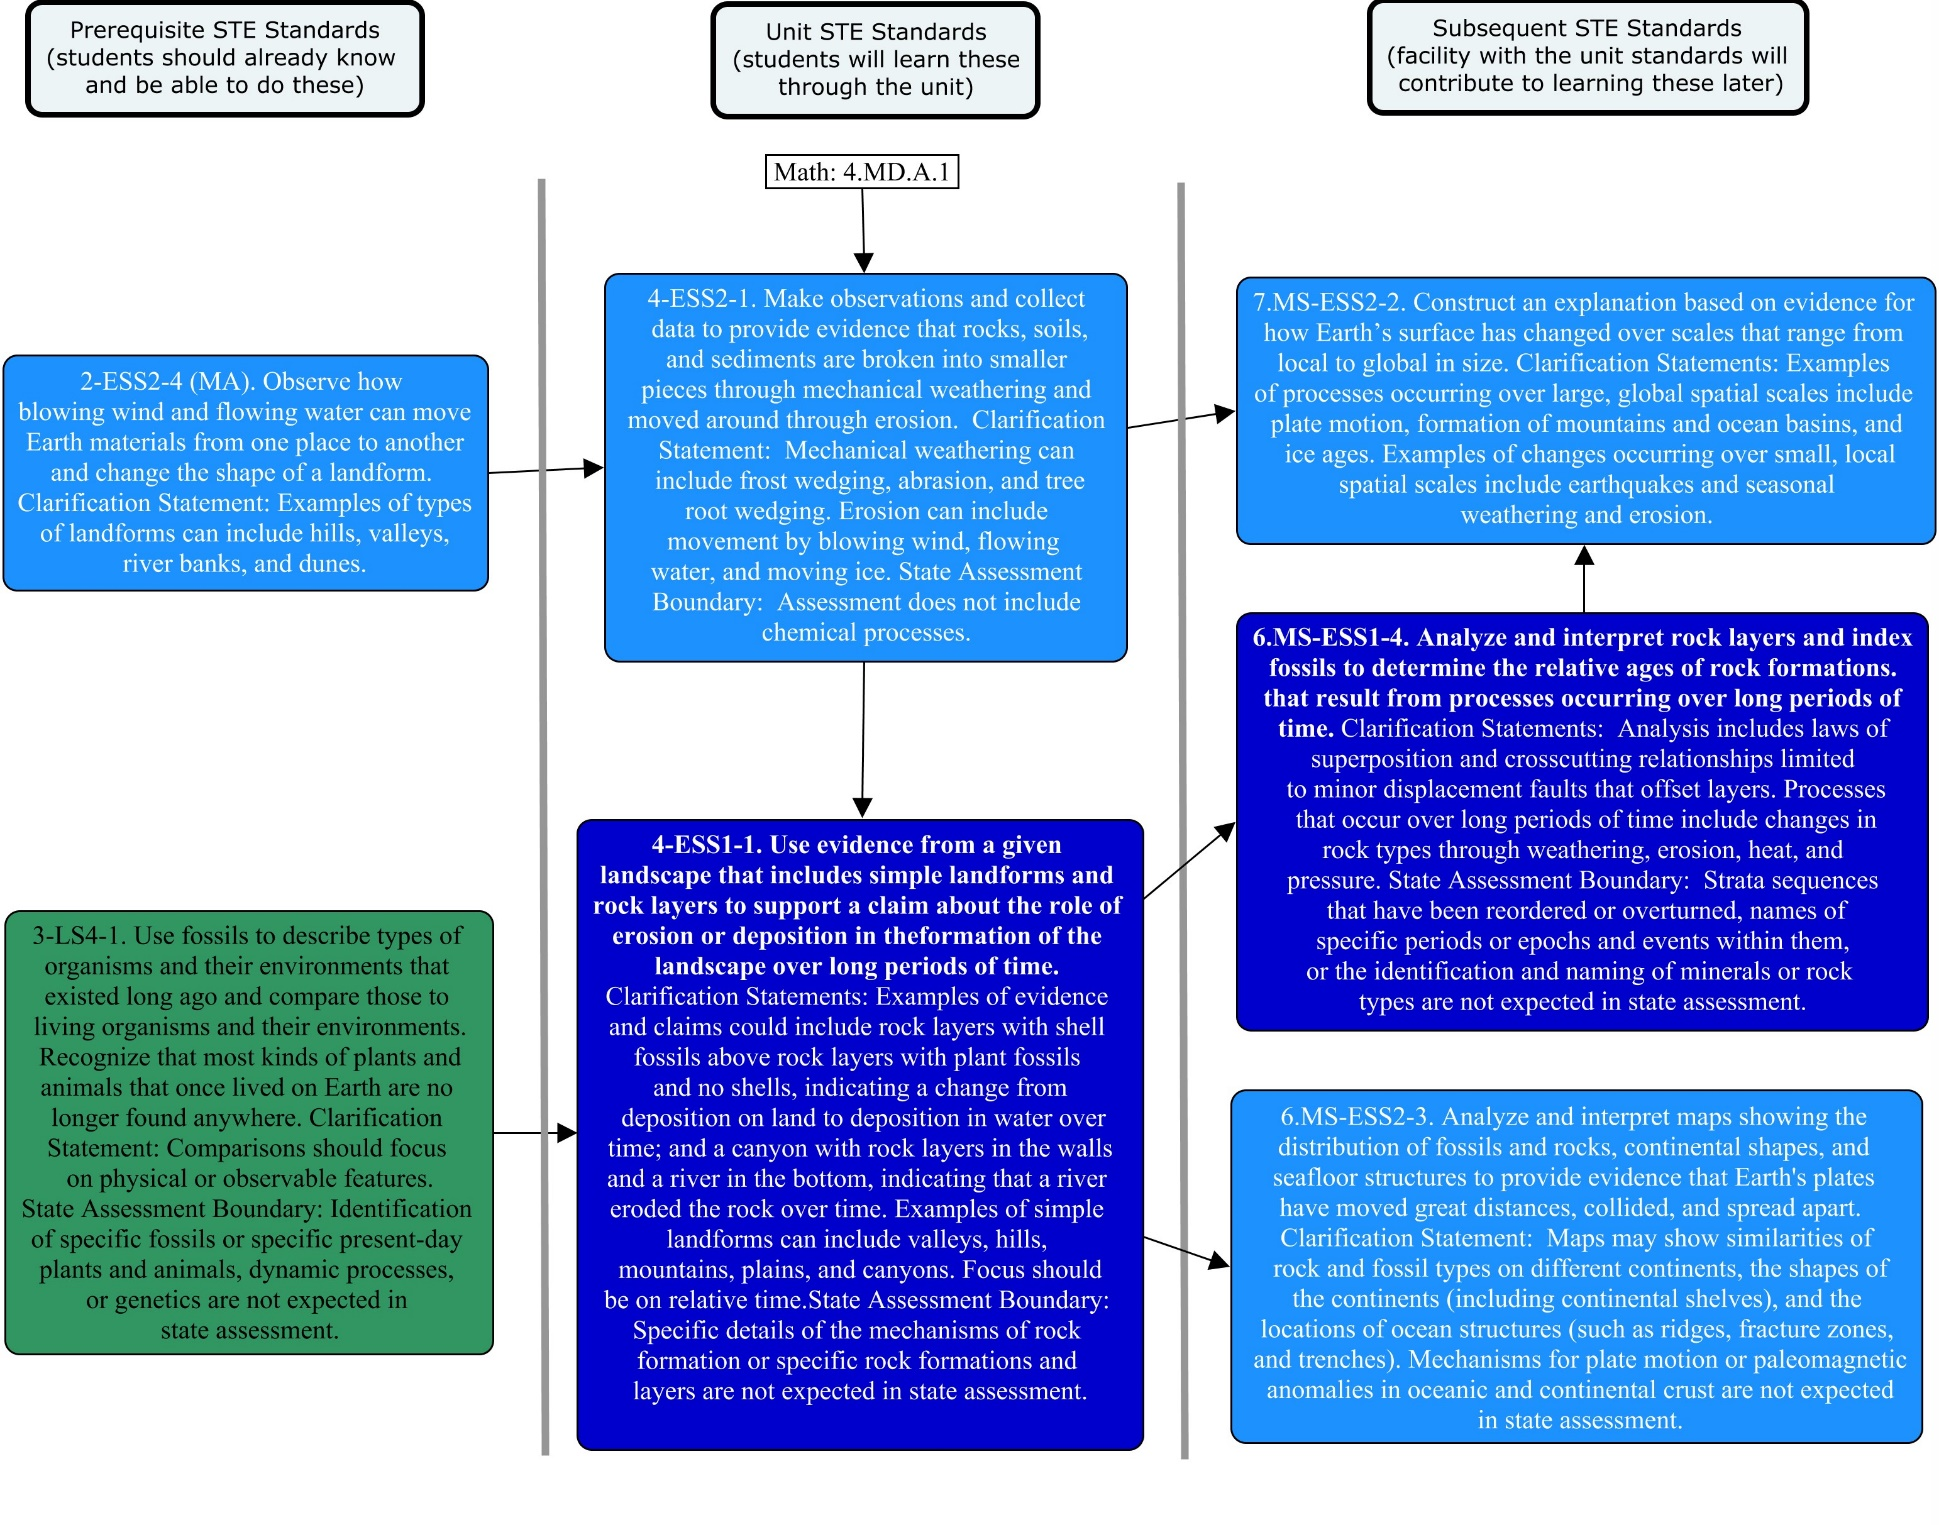 Prerequisite STE Standards
(students should already know
and be able to do these)
Unit STE Standards
(students will learn these
through the unit)
Subsequent STE Standards
(facility with the unit standards will
contribute to learning these later)
Math: 4.MD.A.1
2-ESS2-4 (MA). Observe how
blowing wind and flowing water can move
Earth materials from one place to another
and change the shape of a landform.
Clarification Statement: Examples of types
of landforms can include hills, valleys,
river banks, and dunes.
3-LS4-1. Use fossils to describe types of
organisms and their environments that
existed long ago and compare those to
living organisms and their environments.
Recognize that most kinds of plants and
animals that once lived on Earth are no
longer found anywhere. Clarification
Statement: Comparisons should focus
on physical or observable features.
State Assessment Boundary: Identification
of specific fossils or specific present-day
plants and animals, dynamic processes,
or genetics are not expected in
state assessment.
4-ESS2-1. Make observations and collect
data to provide evidence that rocks, soils,
and sediments are broken into smaller
pieces through mechanical weathering and
moved around through erosion.  Clarification
Statement:  Mechanical weathering can
include frost wedging, abrasion, and tree
root wedging. Erosion can include
movement by blowing wind, flowing
water, and moving ice. State Assessment
Boundary:  Assessment does not include
chemical processes.
4-ESS1-1. Use evidence from a given
landscape that includes simple landforms and
rock layers to support a claim about the role of
erosion or deposition in theformation of the
landscape over long periods of time.
Clarification Statements: Examples of evidence
and claims could include rock layers with shell
fossils above rock layers with plant fossils
and no shells, indicating a change from
deposition on land to deposition in water over
time; and a canyon with rock layers in the walls
and a river in the bottom, indicating that a river
eroded the rock over time. Examples of simple
landforms can include valleys, hills,
mountains, plains, and canyons. Focus should
be on relative time.State Assessment Boundary:
Specific details of the mechanisms of rock
formation or specific rock formations and
layers are not expected in state assessment.
7.MS-ESS2-2. Construct an explanation based on evidence for
how Earth’s surface has changed over scales that range from
local to global in size. Clarification Statements: Examples
of processes occurring over large, global spatial scales include
plate motion, formation of mountains and ocean basins, and
ice ages. Examples of changes occurring over small, local
spatial scales include earthquakes and seasonal
weathering and erosion.
6.MS-ESS1-4. Analyze and interpret rock layers and index
fossils to determine the relative ages of rock formations.
that result from processes occurring over long periods of
time. Clarification Statements:  Analysis includes laws of
superposition and crosscutting relationships limited
to minor displacement faults that offset layers. Processes
that occur over long periods of time include changes in
rock types through weathering, erosion, heat, and
pressure. State Assessment Boundary:  Strata sequences
that have been reordered or overturned, names of
specific periods or epochs and events within them,
or the identification and naming of minerals or rock
types are not expected in state assessment.
6.MS-ESS2-3. Analyze and interpret maps showing the
distribution of fossils and rocks, continental shapes, and
seafloor structures to provide evidence that Earth's plates
have moved great distances, collided, and spread apart.
Clarification Statement:  Maps may show similarities of
rock and fossil types on different continents, the shapes of
the continents (including continental shelves), and the
locations of ocean structures (such as ridges, fracture zones,
and trenches). Mechanisms for plate motion or paleomagnetic
anomalies in oceanic and continental crust are not expected
in state assessment.